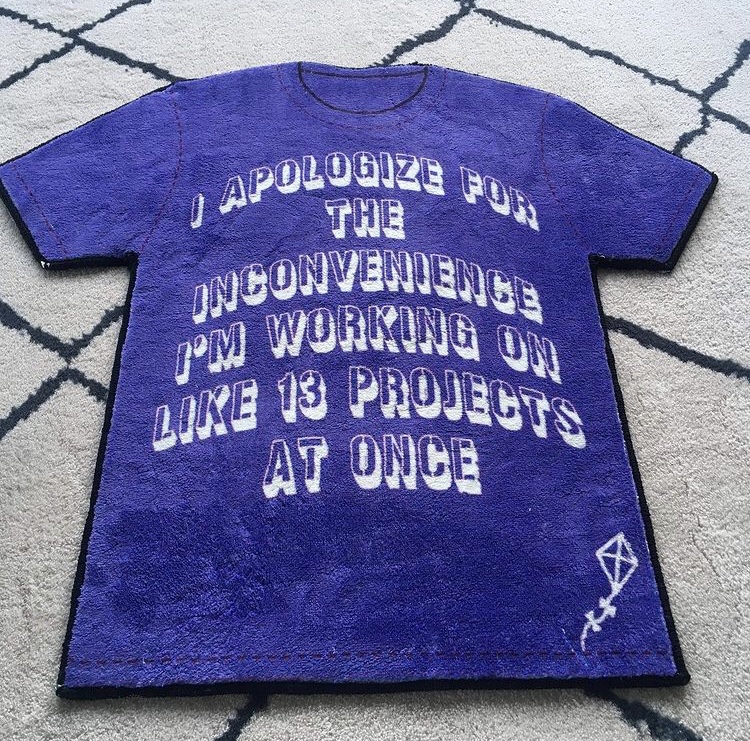 I APOLOGIZE FOR
THE
INCONVENIENCE
I'M WORKING ON
LIKE 13 PROJECTS
AT ONCE